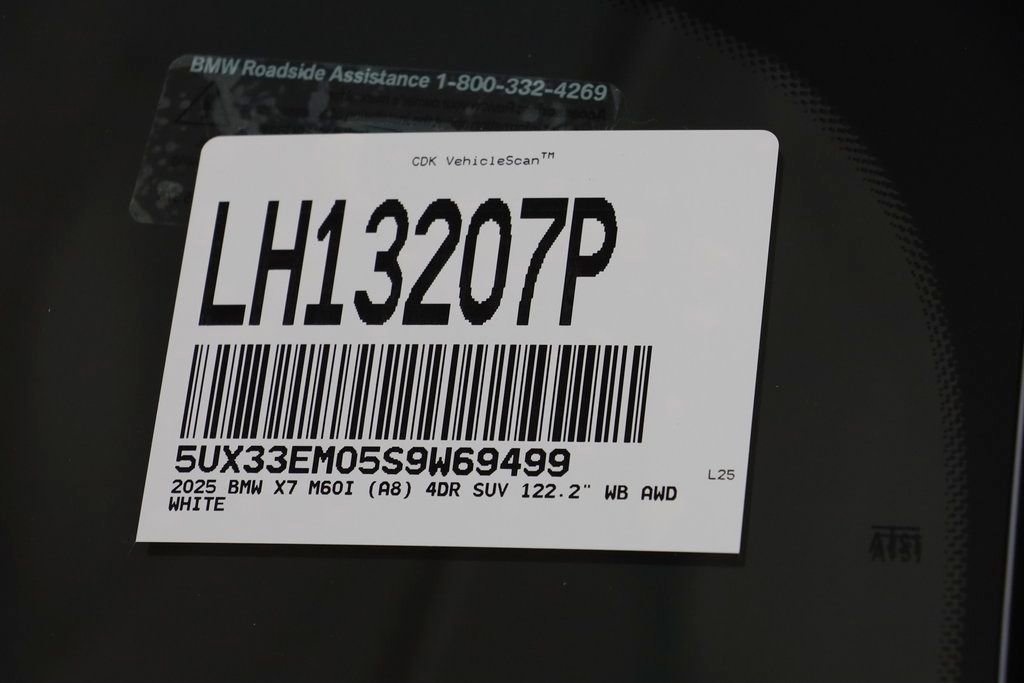 BMW Roadside Assistance 1-800-332-4269
CDK VehicleScan™
LH13207P
5UX33EM05S9W69499
L25
2025 BMW X7 M60I (A8) 4DR SUV 122.2" WB AWD
WHITE